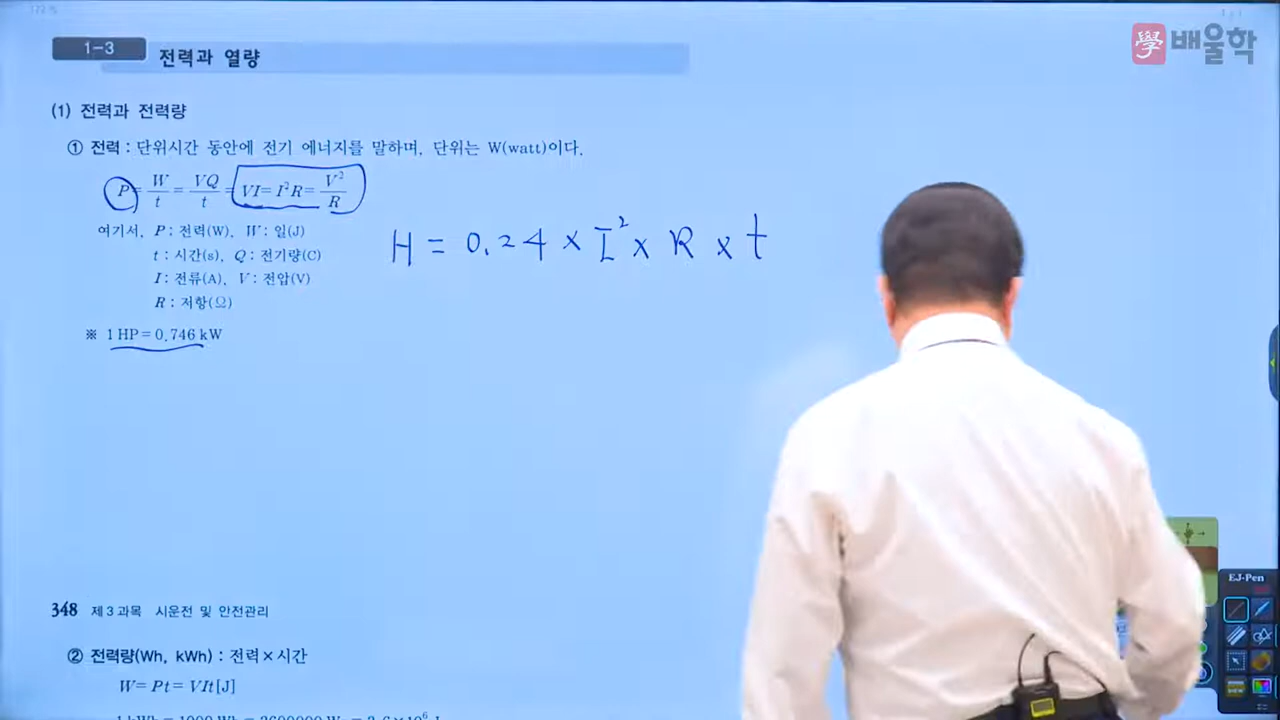 學 배울학
1-3 전력과 열량
(1) 전력과 전력량
① 전력 : 단위시간 동안에 전기 에너지를 말하며, 단위는 W(watt)이다.
P = W/t = VQ/t = VI = I²R = V²/R
여기서, P : 전력(W), W : 일(J)
t : 시간(s), Q : 전기량(C)
I : 전류(A), V : 전압(V)
R : 저항(Ω)
H = 0.24 × I² × R × t
※ 1 HP = 0.746 kW
348 제3과목 시운전 및 안전관리
② 전력량(Wh, kWh) : 전력×시간
W = Pt = VIt[J]
EJ-Pen